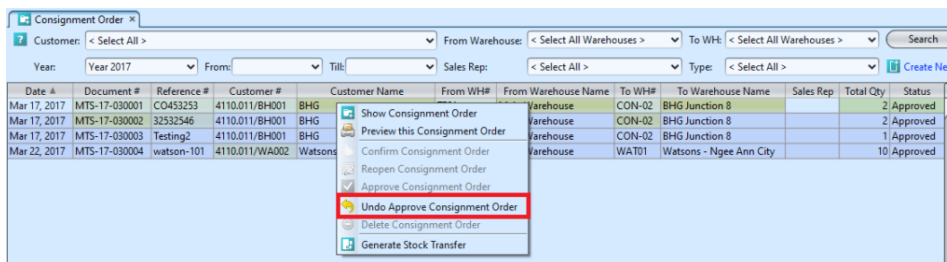 Consignment Order ×
? Customer: < Select All > From Warehouse: < Select All Warehouses > To WH: < Select All Warehouses > Search
Year: Year 2017 From: Till: Sales Rep: < Select All > Type: < Select All > Create Ne
Date Document # Reference # Customer # Customer Name From WH# From Warehouse Name To WH# To Warehouse Name Sales Rep Total Qty Status
Mar 17, 2017 MTS-17-030001 CO453253 4110.011/BH001 BHG Warehouse CON-02 BHG Junction 8 2 Approved
Mar 17, 2017 MTS-17-030002 32532546 4110.011/BH001 BHG Warehouse CON-02 BHG Junction 8 2 Approved
Mar 17, 2017 MTS-17-030003 Testing2 4110.011/BH001 BHG Warehouse CON-02 BHG Junction 8 1 Approved
Mar 22, 2017 MTS-17-030004 watson-101 4110.011/WA002 Watsons Warehouse WAT01 Watsons - Ngee Ann City 10 Approved
Show Consignment Order
Preview this Consignment Order
Confirm Consignment Order
Reopen Consignment Order
Approve Consignment Order
Undo Approve Consignment Order
Delete Consignment Order
Generate Stock Transfer